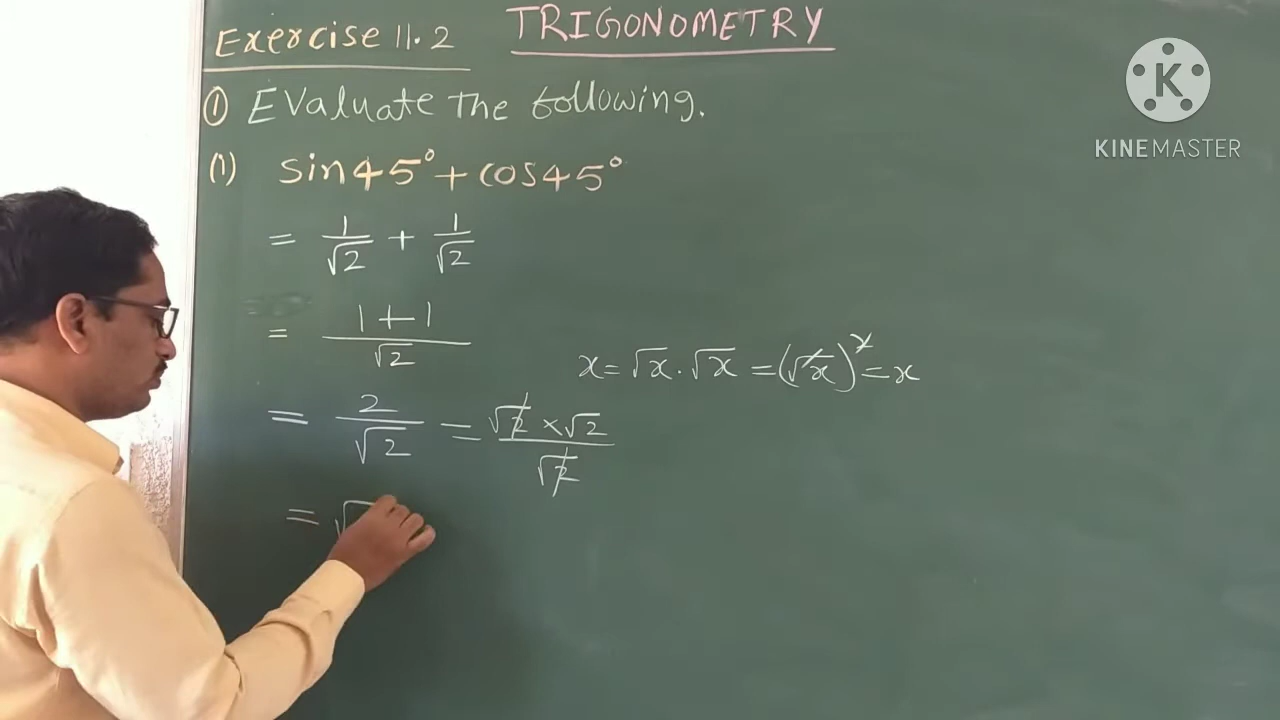 Exercise 11.2 TRIGONOMETRY
① Evaluate the following.
(1) sin45° + cos45°
= 1/√2 + 1/√2
= 1+1/√2
x = √x . √x = (√x)² = x
= 2/√2 = √2 × √2/√2
= √
KINEMASTER